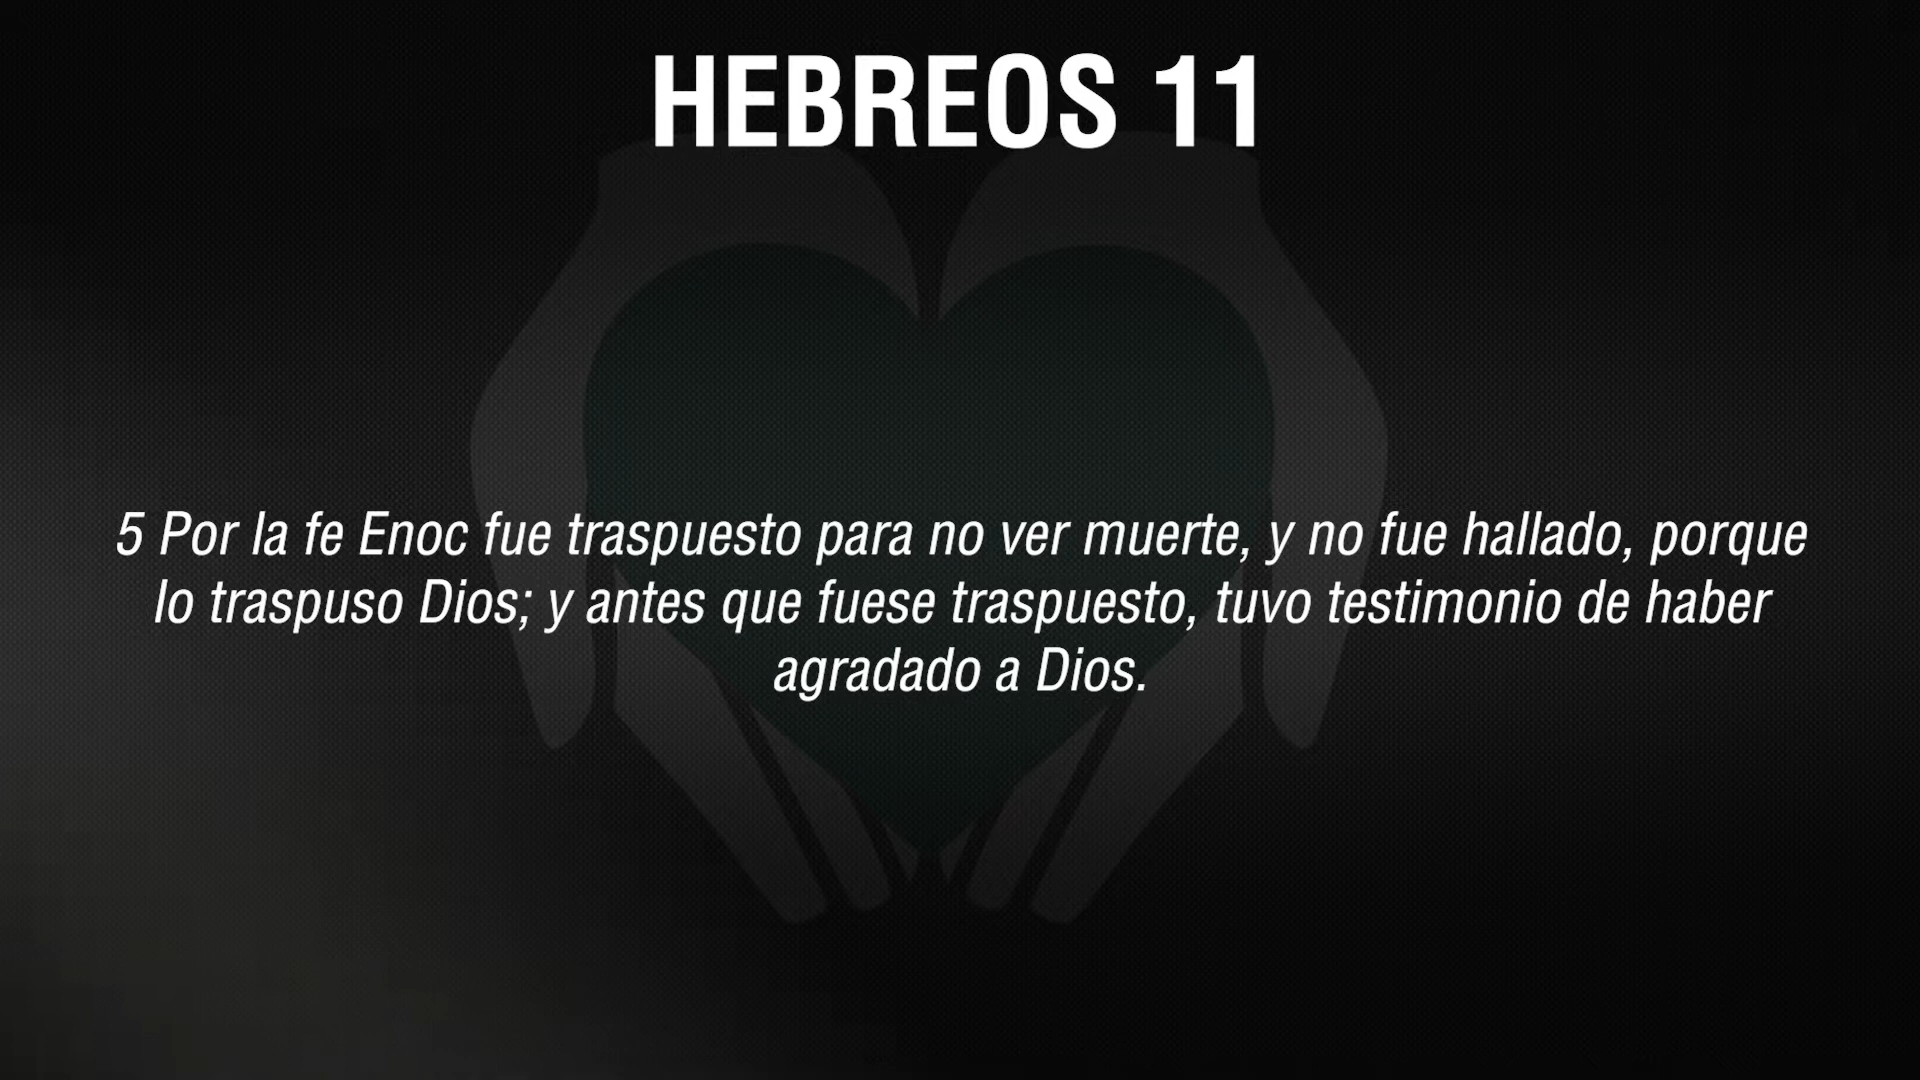 HEBREOS 11
5 Por la fe Enoc fue traspuesto para no ver muerte, y no fue hallado, porque
lo traspuso Dios; y antes que fuese traspuesto, tuvo testimonio de haber
agradado a Dios.